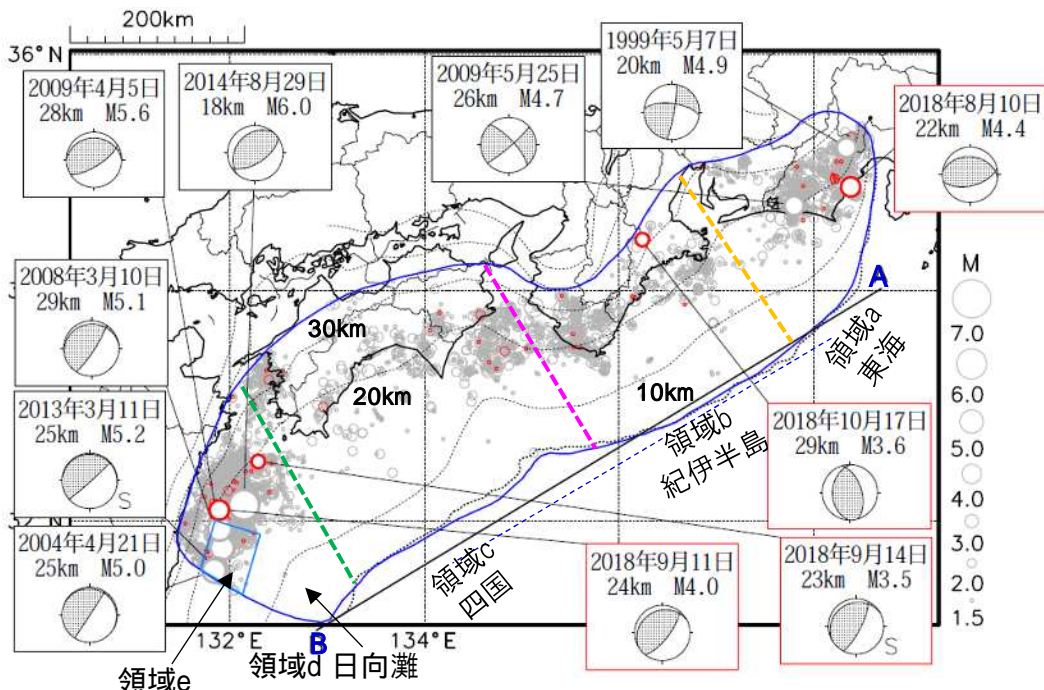 200km
36°N
2009年4月5日
28km M5.6
2014年8月29日
18km M6.0
2009年5月25日
26km M4.7
1999年5月7日
20km M4.9
2018年8月10日
22km M4.4
2008年3月10日
29km M5.1
2013年3月11日
25km M5.2
S
2004年4月21日
25km M5.0
30km
20km
10km
A
領域a
東海
領域b
紀伊半島
領域c
四国
B
領域d 日向灘
領域e
132°E
134°E
2018年10月17日
29km M3.6
2018年9月11日
24km M4.0
2018年9月14日
23km M3.5
S
M
7.0
6.0
5.0
4.0
3.0
2.0
1.5